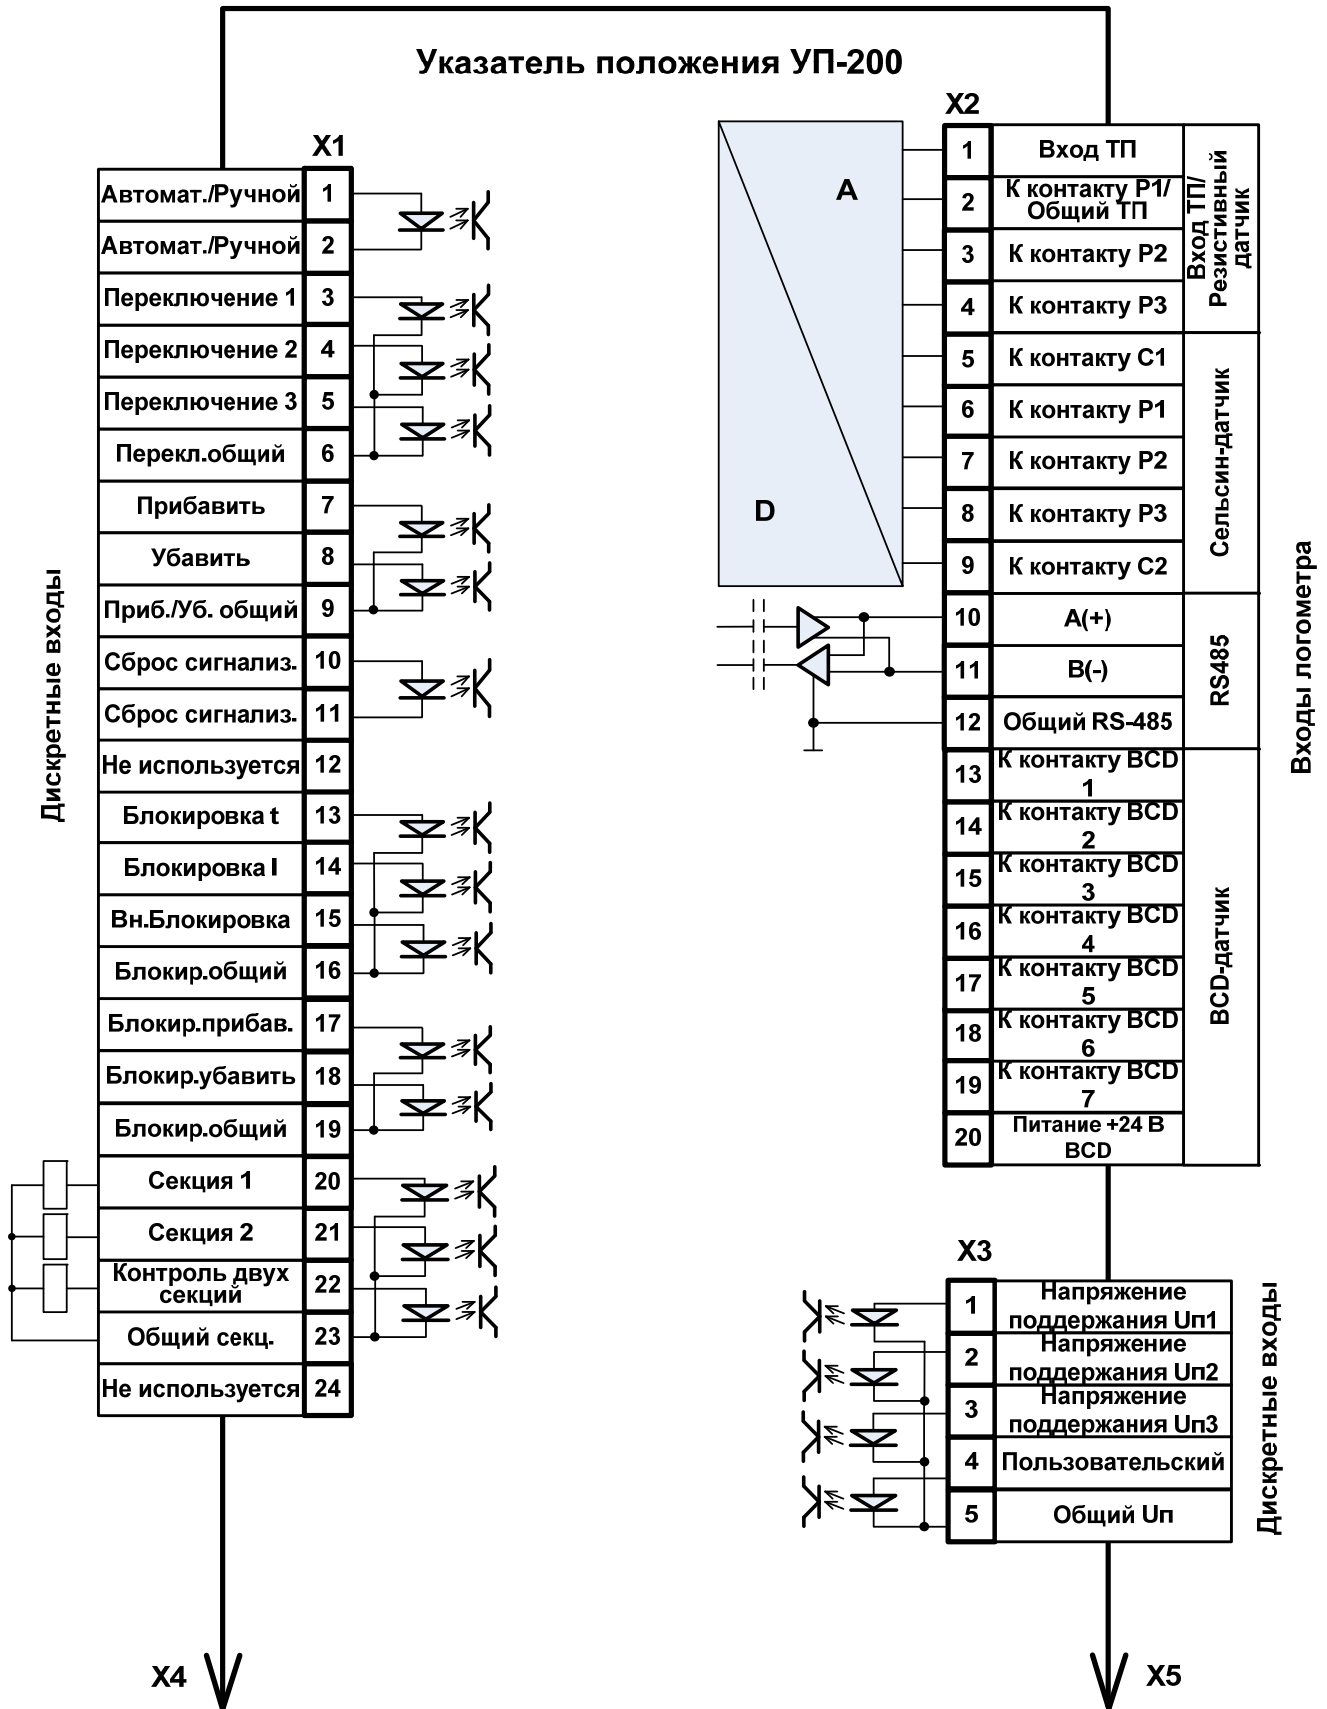 Указатель положения УП-200
X1
Автомат./Ручной 1
Автомат./Ручной 2
Переключение 1 3
Переключение 2 4
Переключение 3 5
Перекл.общий 6
Прибавить 7
Убавить 8
Приб./Уб. общий 9
Сброс сигнализ. 10
Сброс сигнализ. 11
Не используется 12
Блокировка t 13
Блокировка I 14
Вн.Блокировка 15
Блокир.общий 16
Блокир.прибав. 17
Блокир.убавить 18
Блокир.общий 19
Секция 1 20
Секция 2 21
Контроль двух
секций 22
Общий секц. 23
Не используется 24
Дискретные входы
X4
A
D
X2
1 Вход ТП
2 К контакту P1/
Общий ТП
3 К контакту P2
4 К контакту P3
Вход ТП/
Резистивный
датчик
5 К контакту C1
6 К контакту P1
7 К контакту P2
8 К контакту P3
9 К контакту C2
Сельсин-датчик
10 A(+)
11 B(-)
12 Общий RS-485
RS485
13 К контакту BCD
1
14 К контакту BCD
2
15 К контакту BCD
3
16 К контакту BCD
4
17 К контакту BCD
5
18 К контакту BCD
6
19 К контакту BCD
7
20 Питание +24 В
BCD
BCD-датчик
Входы логометра
X3
1 Напряжение
поддержания Uп1
2 Напряжение
поддержания Uп2
3 Напряжение
поддержания Uп3
4 Пользовательский
5 Общий Uп
Дискретные входы
X5